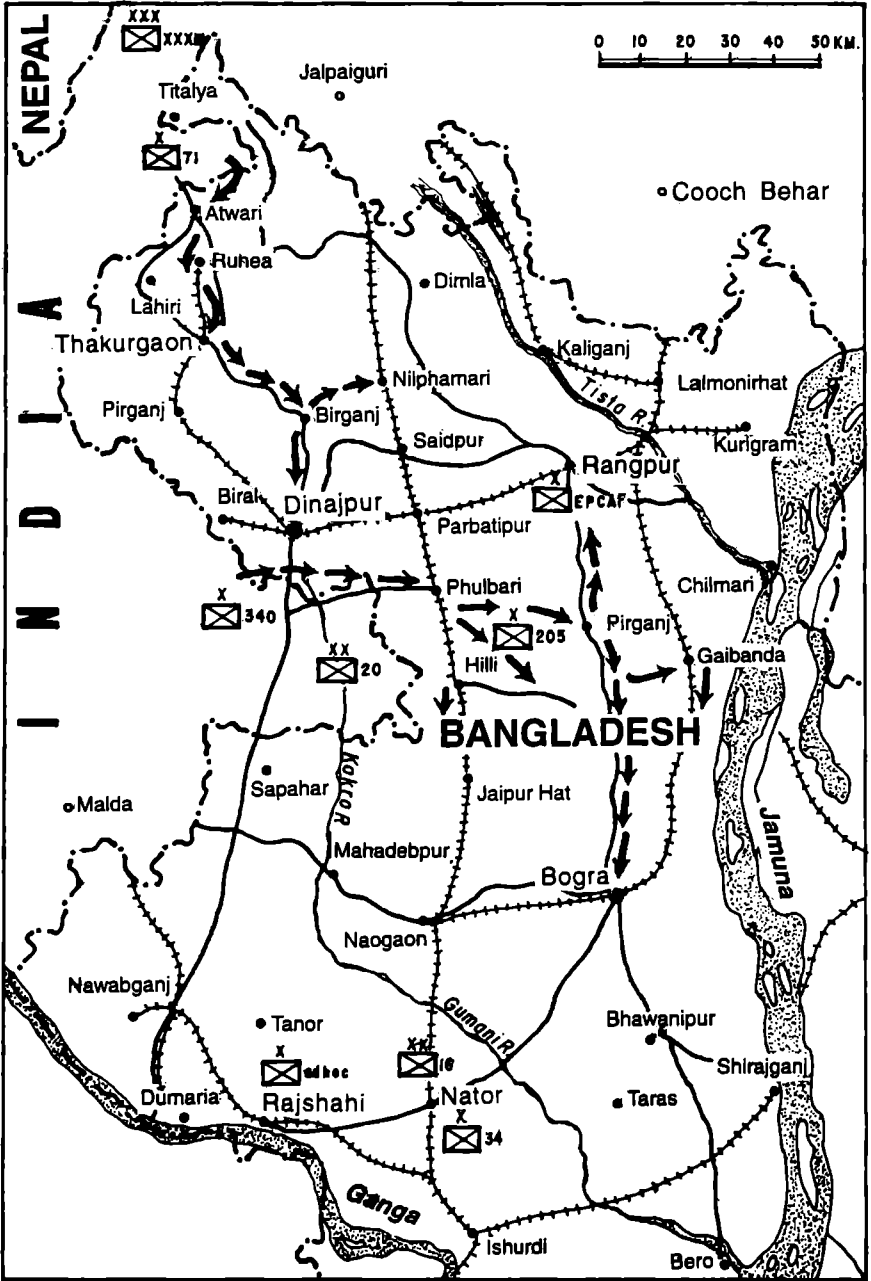 XXX
XXXIII
NEPAL
Jalpaiguri
0 10 20 30 40 50 KM.
Titalya
X
71
Cooch Behar
Atwari
Ruhea
Dimla
Lahiri
INDIA
Thakurgaon
Kaliganj
Nilphamari
Lalmonirhat
Tista R.
Pirganj
Birganj
Kurigram
Saidpur
Rangpur
X
EPCAF
Biral
Dinajpur
Parbatipur
Phulbari
Chilmari
X
340
X
205
Pirganj
XX
20
Hilli
Gaibanda
BANGLADESH
Kokro R
Sapahar
Jaipur Hat
Malda
Jamuna
Mahadebpur
Bogra
Naogaon
Nawabganj
Gumani R.
Tanor
Bhawanipur
X
adhoc
XX
16
Shirajganj
Dumaria
Rajshahi
Nator
Taras
X
34
Ganga
Ishurdi
Bero